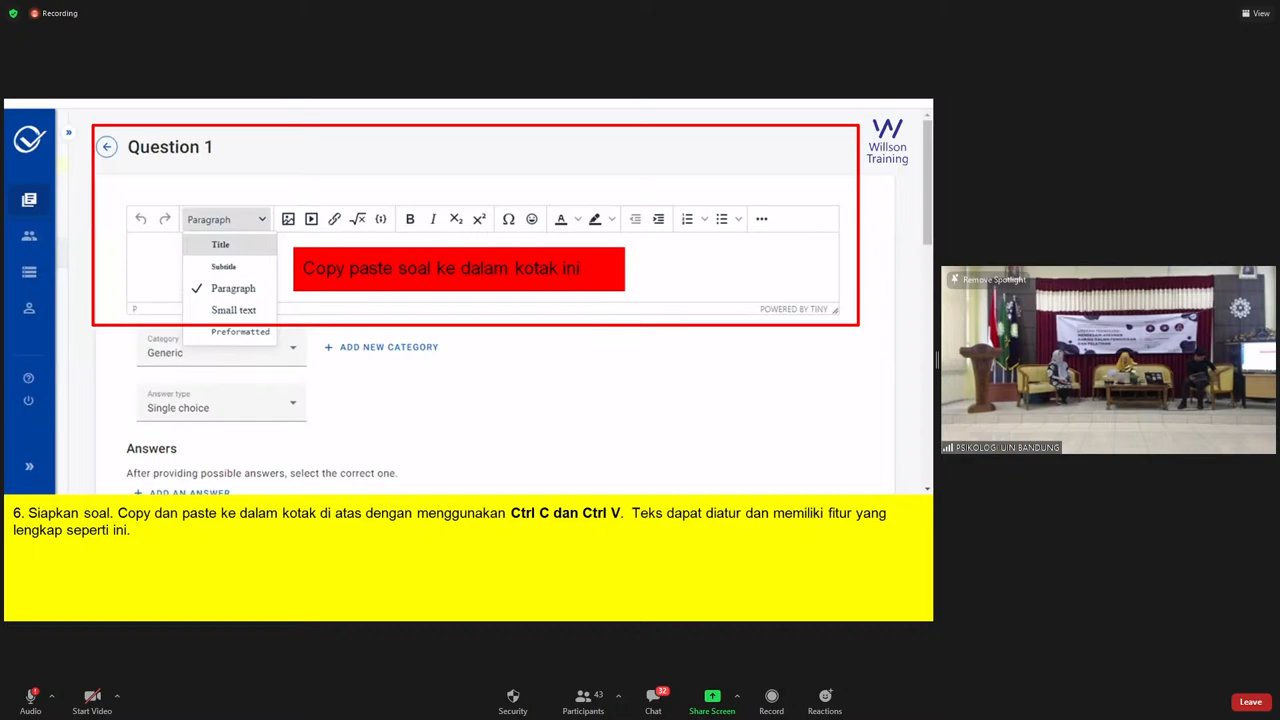 Recording
View
Question 1
Willson
Training
Paragraph
Title
Subtitle
Paragraph
Small text
Preformatted
Copy paste soal ke dalam kotak ini
P
POWERED BY TINY
Category
Generic
ADD NEW CATEGORY
Answer type
Single choice
Answers
After providing possible answers, select the correct one.
ADD AN ANSWER
6. Siapkan soal. Copy dan paste ke dalam kotak di atas dengan menggunakan Ctrl C dan Ctrl V. Teks dapat diatur dan memiliki fitur yang
lengkap seperti ini.
Remove Spotlight
PSIKOLOGI UIN BANDUNG
Audio
Start Video
Security
Participants
43
Chat
32
Share Screen
Record
Reactions
Leave